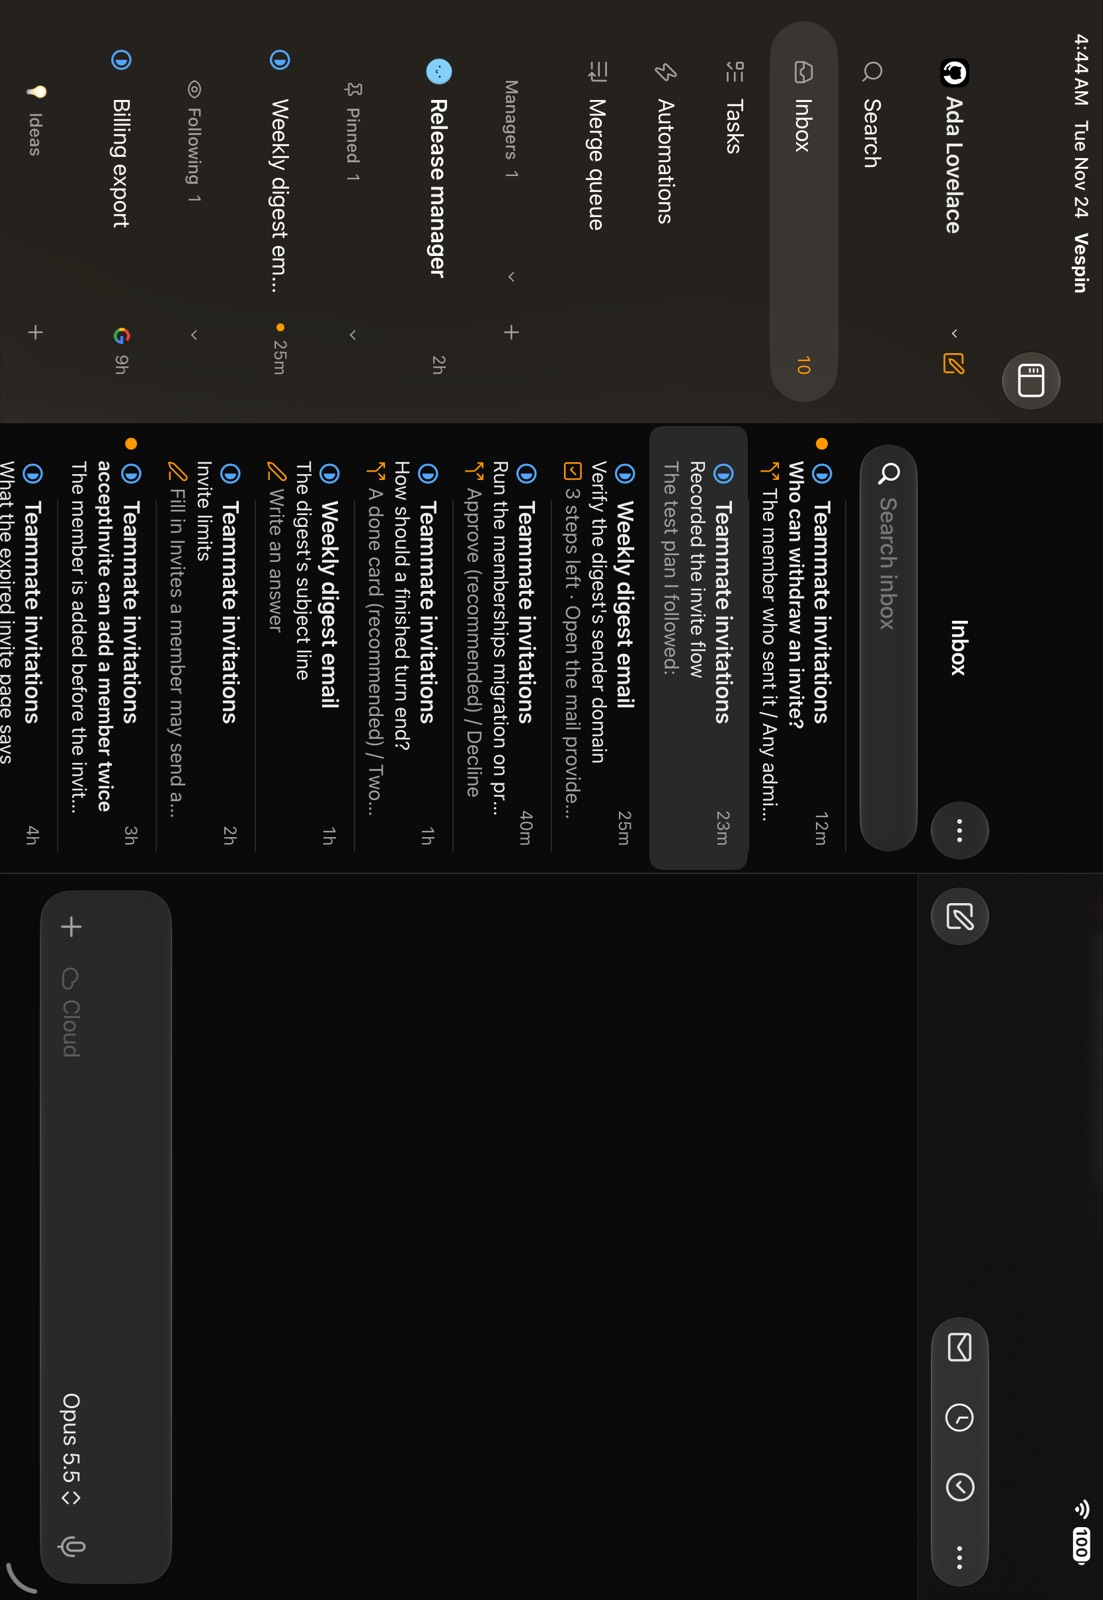 4:44 AM Tue Nov 24 Vespin
100
Ada Lovelace
Search
Inbox 10
Tasks
Automations
Merge queue
Managers 1
Release manager 2h
Pinned 1
Weekly digest em... 25m
Following 1
Billing export 9h
Ideas
Inbox
Search inbox
Teammate invitations 12m
Who can withdraw an invite?
The member who sent it / Any admi...
Teammate invitations 23m
Recorded the invite flow
The test plan I followed:
Weekly digest email 25m
Verify the digest's sender domain
3 steps left · Open the mail provide...
Teammate invitations 40m
Run the memberships migration on pr...
Approve (recommended) / Decline
Teammate invitations 1h
How should a finished turn end?
A done card (recommended) / Two...
Weekly digest email 1h
The digest's subject line
Write an answer
Teammate invitations 2h
Invite limits
Fill in Invites a member may send a...
Teammate invitations 3h
acceptInvite can add a member twice
The member is added before the invit...
Teammate invitations 4h
What the expired invite page says
Cloud
Opus 5.5